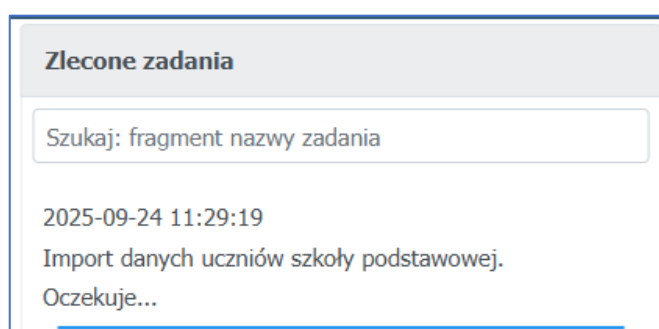 Zlecone zadania
Szukaj: fragment nazwy zadania
2025-09-24 11:29:19
Import danych uczniów szkoły podstawowej.
Oczekuje...